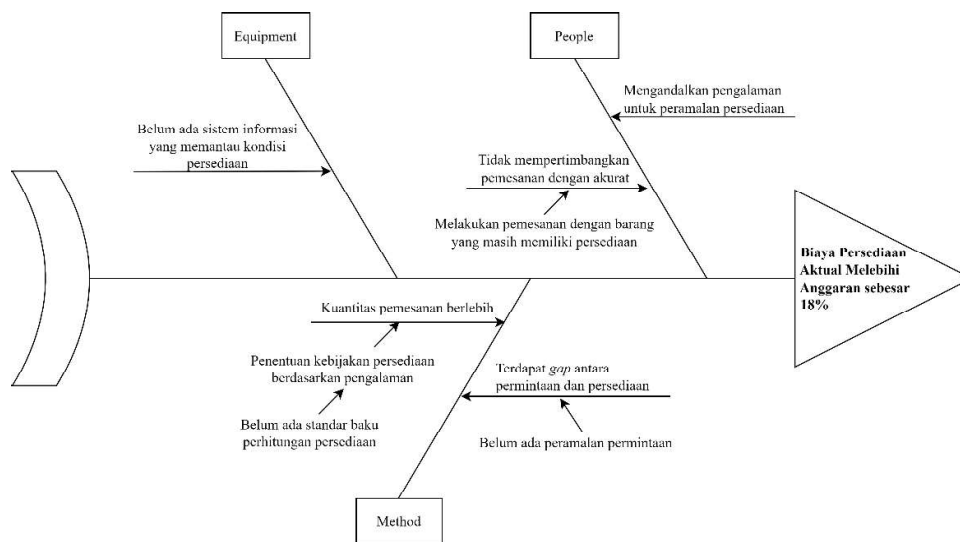 Equipment
People
Mengandalkan pengalaman
untuk peramalan persediaan
Belum ada sistem informasi
yang memantau kondisi
persediaan
Tidak mempertimbangkan
pemesanan dengan akurat
Melakukan pemesanan dengan barang
yang masih memiliki persediaan
Biaya Persediaan
Aktual Melebihi
Anggaran sebesar
18%
Kuantitas pemesanan berlebih
Penentuan kebijakan persediaan
berdasarkan pengalaman
Belum ada standar baku
perhitungan persediaan
Terdapat gap antara
permintaan dan persediaan
Belum ada peramalan permintaan
Method